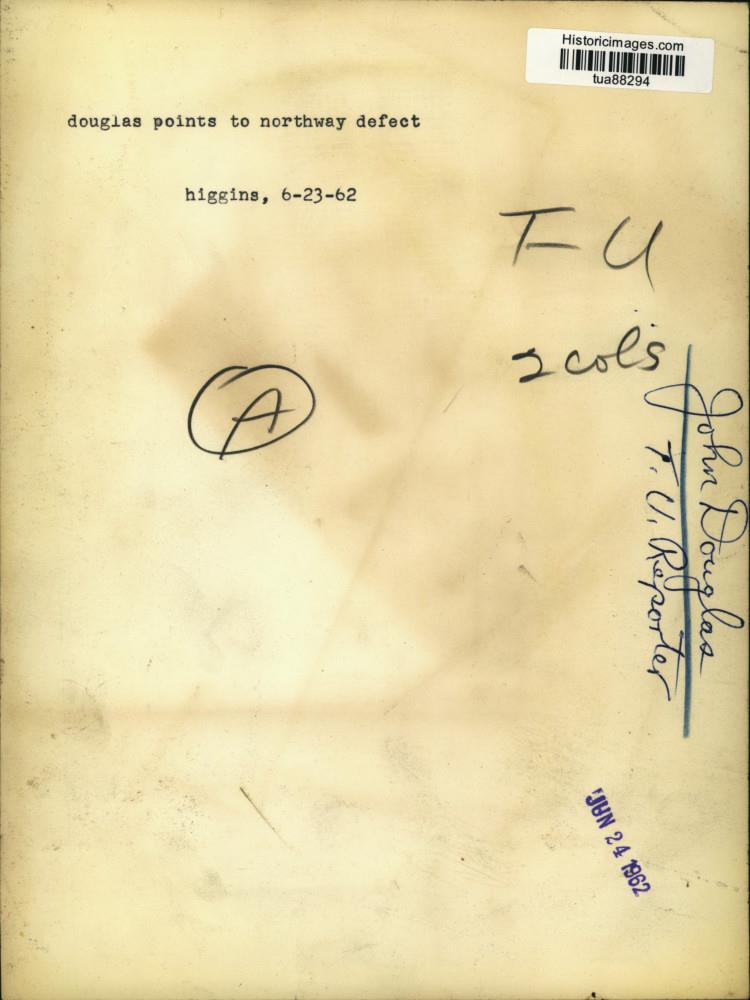 Historicimages.com
tua88294
douglas points to northway defect
higgins, 6-23-62
T-U
2 cols
A
John Douglas
T.U. Reporter
JAN 24 1962